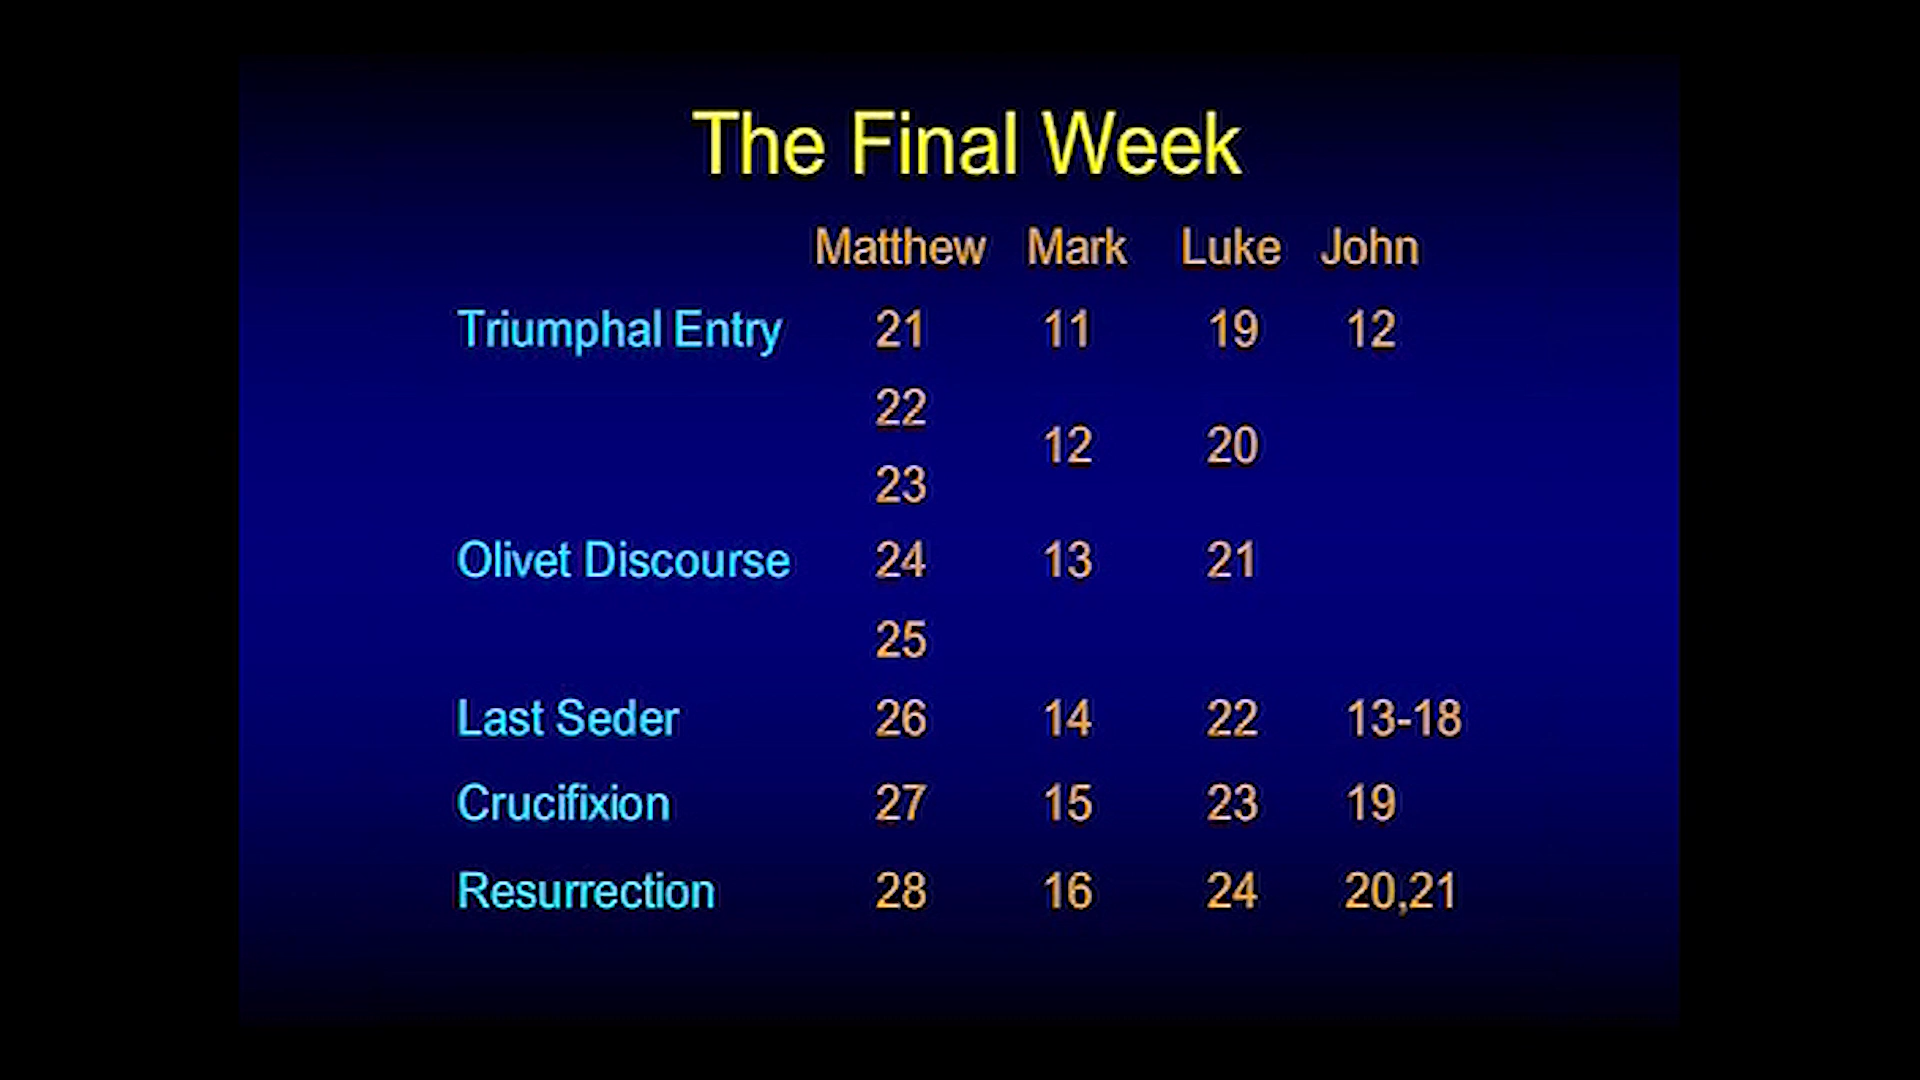 The Final Week
Matthew Mark Luke John
Triumphal Entry 21 11 19 12
22
12 20
23
Olivet Discourse 24 13 21
25
Last Seder 26 14 22 13-18
Crucifixion 27 15 23 19
Resurrection 28 16 24 20,21